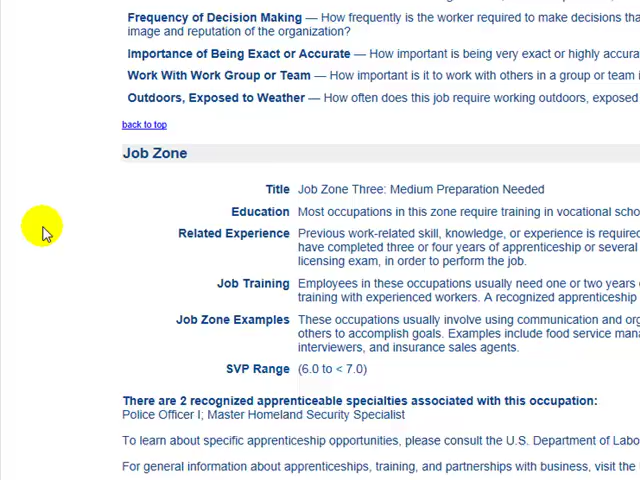 Frequency of Decision Making — How frequently is the worker required to make decisions tha
image and reputation of the organization?
Importance of Being Exact or Accurate — How important is being very exact or highly accura
Work With Work Group or Team — How important is it to work with others in a group or team i
Outdoors, Exposed to Weather — How often does this job require working outdoors, exposed
back to top
Job Zone
Title Job Zone Three: Medium Preparation Needed
Education Most occupations in this zone require training in vocational scho
Related Experience Previous work-related skill, knowledge, or experience is required
have completed three or four years of apprenticeship or several
licensing exam, in order to perform the job.
Job Training Employees in these occupations usually need one or two years
training with experienced workers. A recognized apprenticeship
Job Zone Examples These occupations usually involve using communication and org
others to accomplish goals. Examples include food service mana
interviewers, and insurance sales agents.
SVP Range (6.0 to < 7.0)
There are 2 recognized apprenticeable specialties associated with this occupation:
Police Officer I; Master Homeland Security Specialist
To learn about specific apprenticeship opportunities, please consult the U.S. Department of Labo
For general information about apprenticeships, training, and partnerships with business, visit the